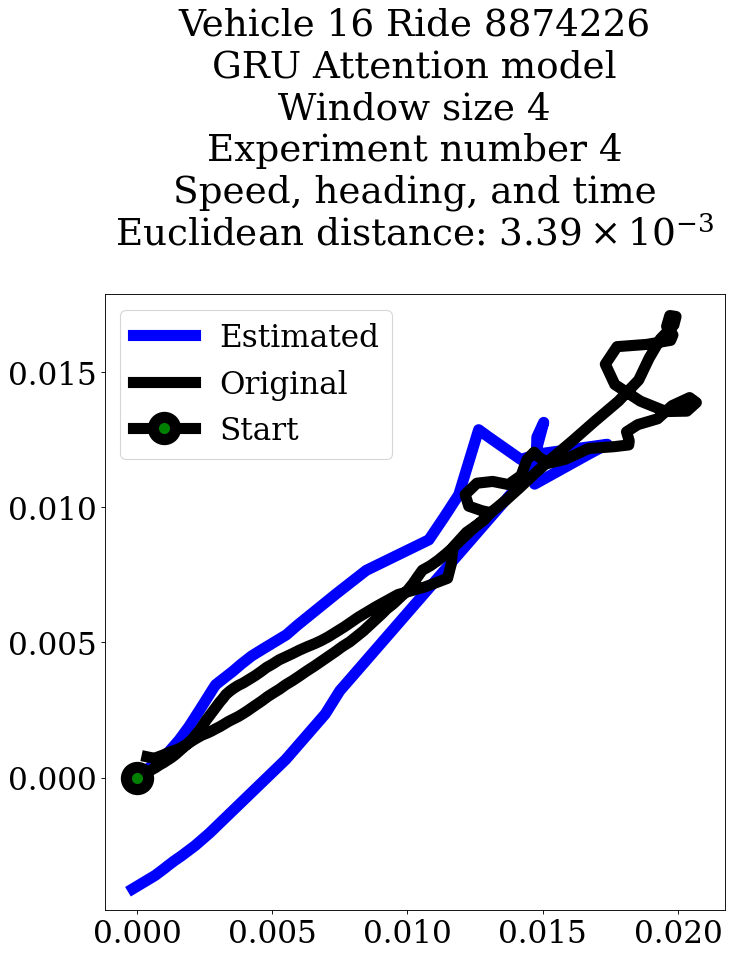 Vehicle 16 Ride 8874226
GRU Attention model
Window size 4
Experiment number 4
Speed, heading, and time
Euclidean distance: 3.39 × 10⁻³
Estimated
Original
Start
0.015
0.010
0.005
0.000
0.000 0.005 0.010 0.015 0.020